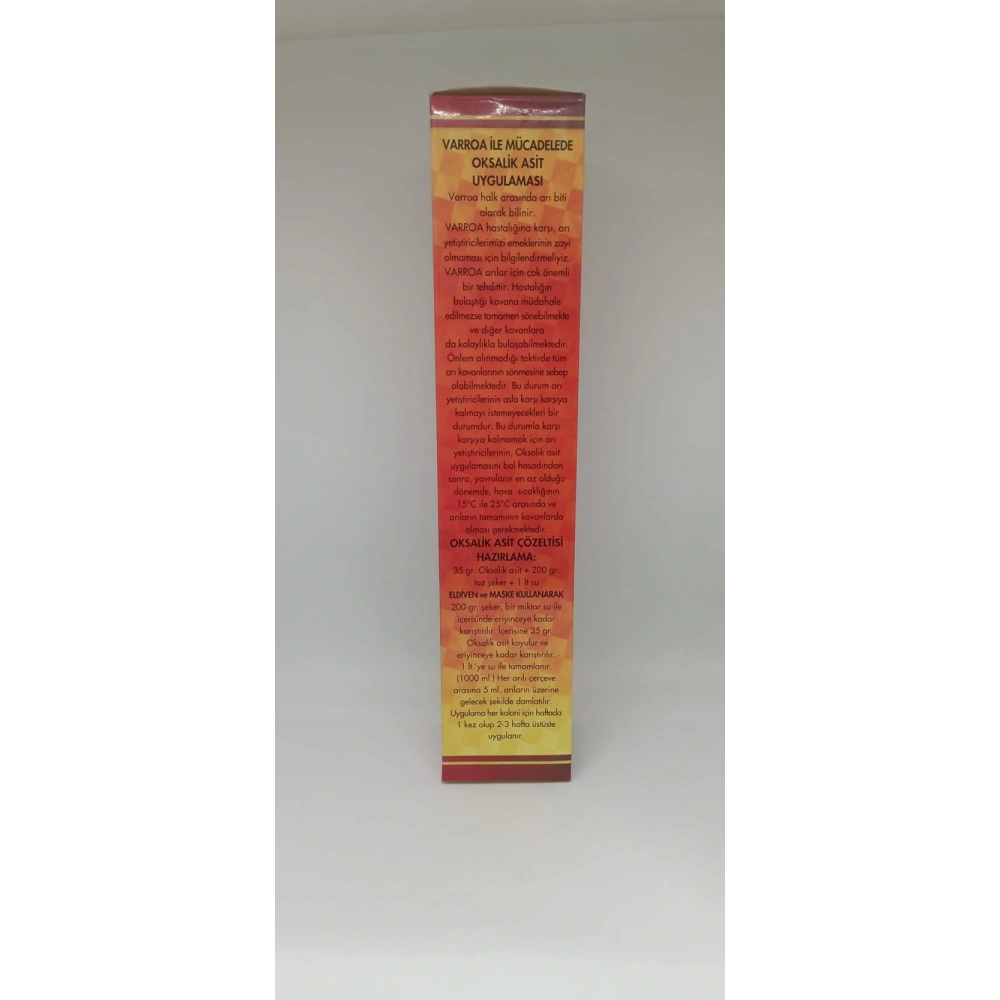 VARROA İLE MÜCADELEDE
OKSALİK ASİT
UYGULAMASI
Varroa halk arasında arı biti
olarak bilinir.
VARROA hastalığına karşı, arı
yetiştiricilerimizi emeklerinin zayi
olmaması için bilgilendirmeliyiz.
VARROA arılar için çok önemli
bir tehdittir. Hastalığın
bulaştığı kovana müdahale
edilmezse tamamen sönebilmekte
ve diğer kovanlara
da kolaylıkla bulaşabilmektedir.
Önlem alınmadığı taktirde tüm
arı kovanlarının sönmesine sebep
olabilmektedir. Bu durum arı
yetiştiricilerinin asla karşı karşıya
kalmayı istemeyecekleri bir
durumdur. Bu durumla karşı
karşıya kalmamak için arı
yetiştiricilerinin, Oksalik asit
uygulamasını bal hasadından
sonra, yavruların en az olduğu
dönemde, hava sıcaklığının
15°C ile 25°C arasında ve
arıların tamamının kovanlarda
olması gerekmektedir.
OKSALİK ASİT ÇÖZELTİSİ
HAZIRLAMA:
35 gr. Oksalik asit + 200 gr.
toz şeker + 1 lt su
ELDİVEN ve MASKE KULLANARAK
200 gr. şeker, bir miktar su ile
içerisinde eriyinceye kadar
karıştırılır. İçerisine 35 gr.
Oksalik asit koyulur ve
eriyinceye kadar karıştırılır.
1 lt.'ye su ile tamamlanır.
(1000 ml.) Her arılı çerçeve
arasına 5 ml. arıların üzerine
gelecek şekilde damlatılır.
Uygulama her koloni için haftada
1 kez olup 2-3 hafta üstüste
uygulanır.